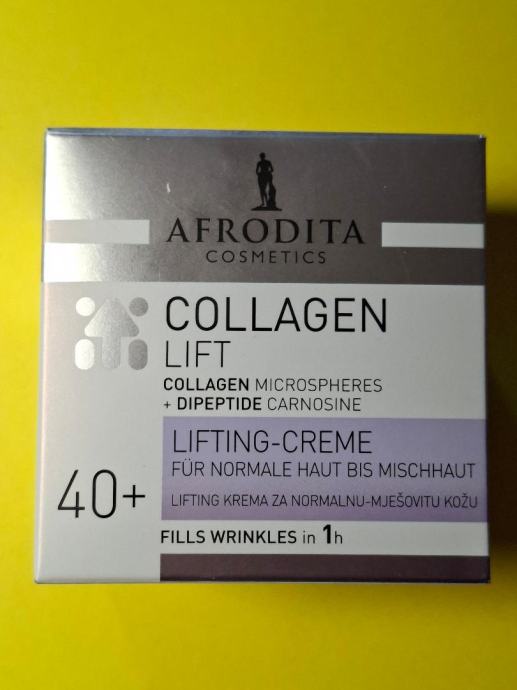 AFRODITA
COSMETICS
COLLAGEN
LIFT
COLLAGEN MICROSPHERES
+ DIPEPTIDE CARNOSINE
LIFTING-CREME
FÜR NORMALE HAUT BIS MISCHHAUT
LIFTING KREMA ZA NORMALNU-MJEŠOVITU KOŽU
40+
FILLS WRINKLES in 1h